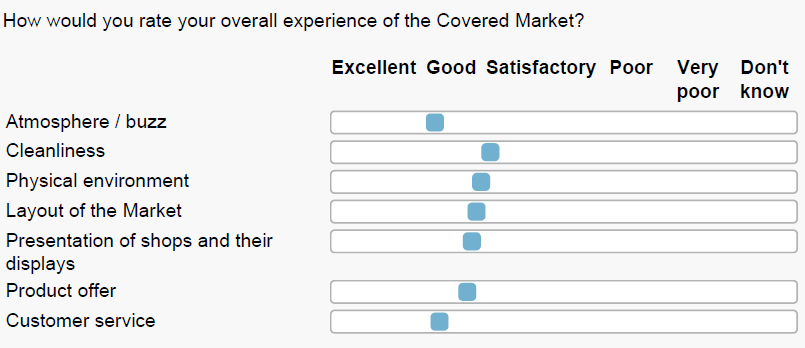 How would you rate your overall experience of the Covered Market?
Excellent Good Satisfactory Poor Very Don't
poor know
Atmosphere / buzz
Cleanliness
Physical environment
Layout of the Market
Presentation of shops and their
displays
Product offer
Customer service